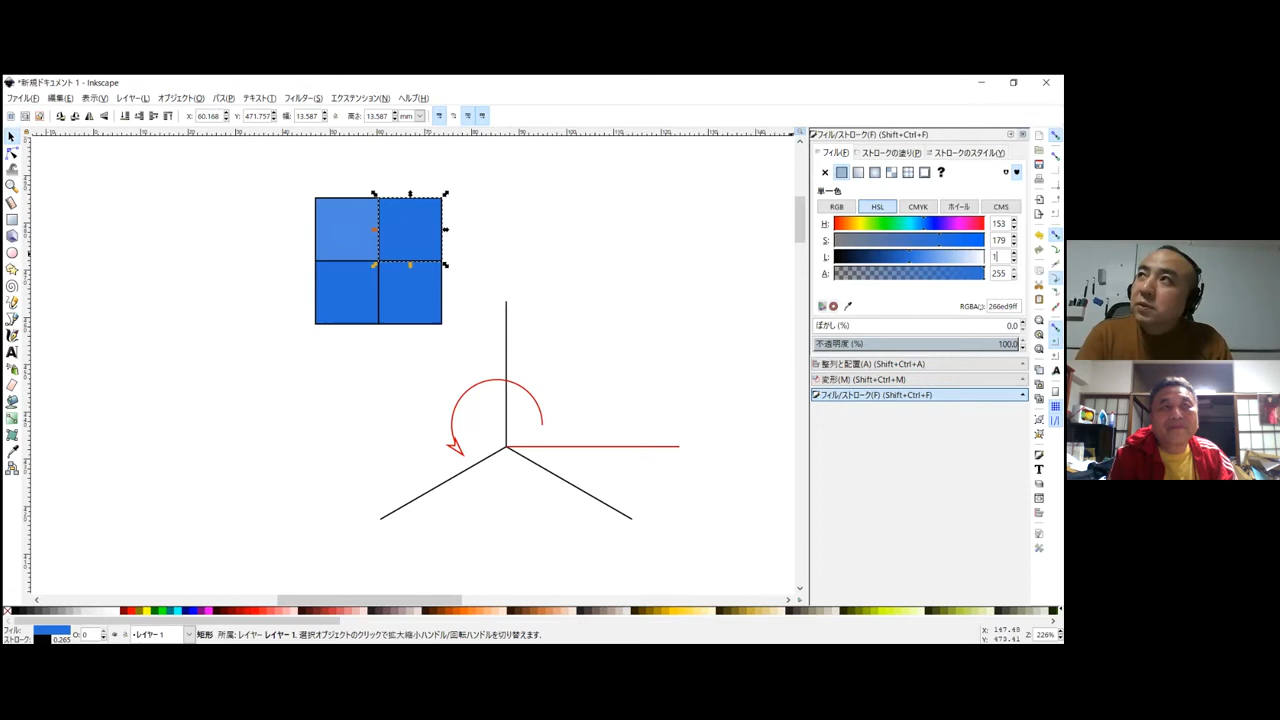 *新規ドキュメント 1 - Inkscape
ファイル(F) 編集(E) 表示(V) レイヤー(L) オブジェクト(O) パス(P) テキスト(T) フィルター(S) エクステンション(N) ヘルプ(H)
X: 60.168 Y: 471.757 幅: 13.587 高さ: 13.587 mm
フィル/ストローク(F) (Shift+Ctrl+F)
フィル(F) ストロークの塗り(P) ストロークのスタイル(Y)
単一色
RGB HSL CMYK ホイール CMS
H: 153
S: 179
L: 1
A: 255
RGBA(): 266ed9ff
ぼかし (%) 0.0
不透明度 (%) 100.0
整列と配置(A) (Shift+Ctrl+A)
変形(M) (Shift+Ctrl+M)
フィル/ストローク(F) (Shift+Ctrl+F)
フィル:
ストローク: 0.265
O: 0
レイヤー 1
矩形 所属: レイヤー レイヤー 1. 選択オブジェクトのクリックで拡大縮小ハンドル/回転ハンドルを切り替えます.
X: 147.48
Y: 473.41
Z: 226%